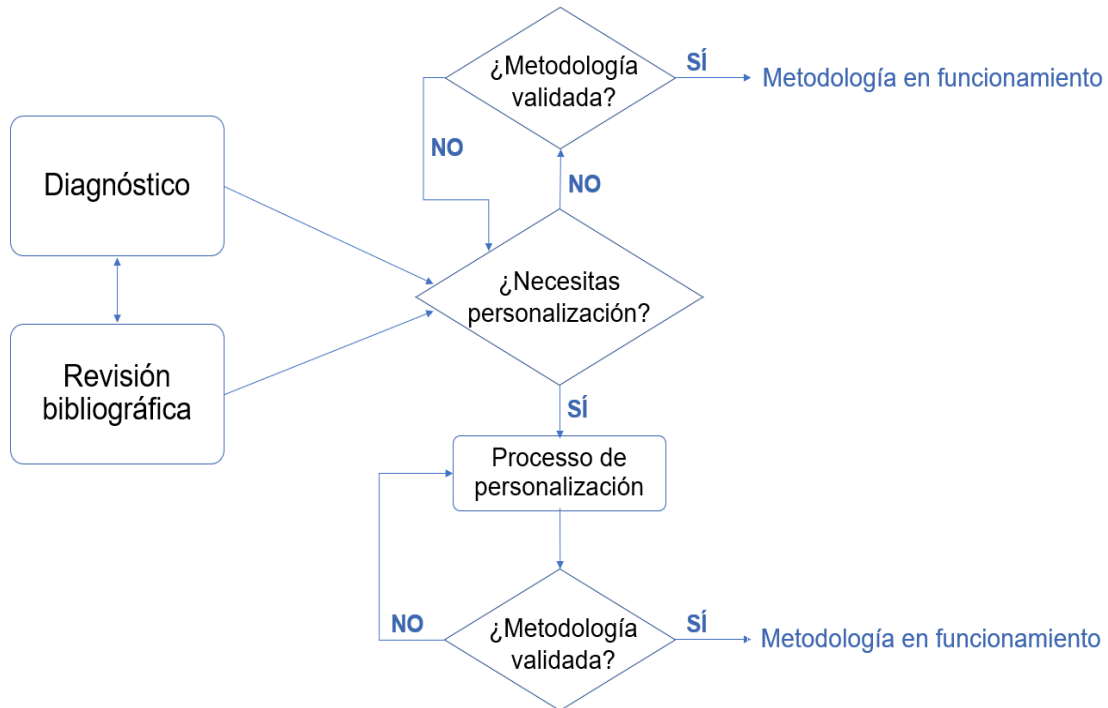 ¿Metodología
validada?
SÍ
Metodología en funcionamiento
NO
NO
Diagnóstico
¿Necesitas
personalización?
Revisión
bibliográfica
SÍ
Processo de
personalización
NO
¿Metodología
validada?
SÍ
Metodología en funcionamiento